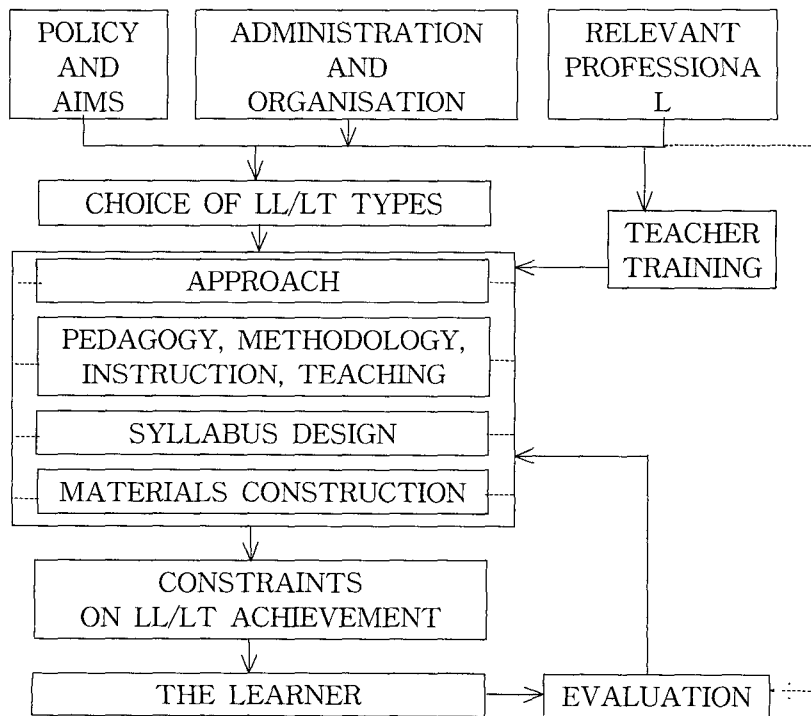 POLICY
AND
AIMS
ADMINISTRATION
AND
ORGANISATION
RELEVANT
PROFESSIONA
L
CHOICE OF LL/LT TYPES
TEACHER
TRAINING
APPROACH
PEDAGOGY, METHODOLOGY,
INSTRUCTION, TEACHING
SYLLABUS DESIGN
MATERIALS CONSTRUCTION
CONSTRAINTS
ON LL/LT ACHIEVEMENT
THE LEARNER
EVALUATION